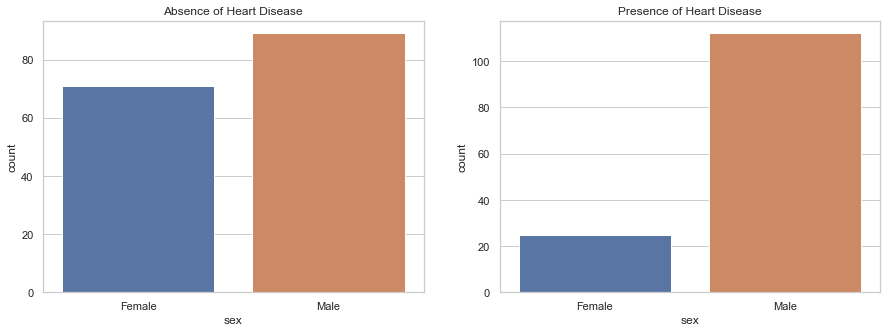 Absence of Heart Disease
80
60
40
20
0
count
Female
Male
sex
Presence of Heart Disease
100
80
60
40
20
0
count
Female
Male
sex